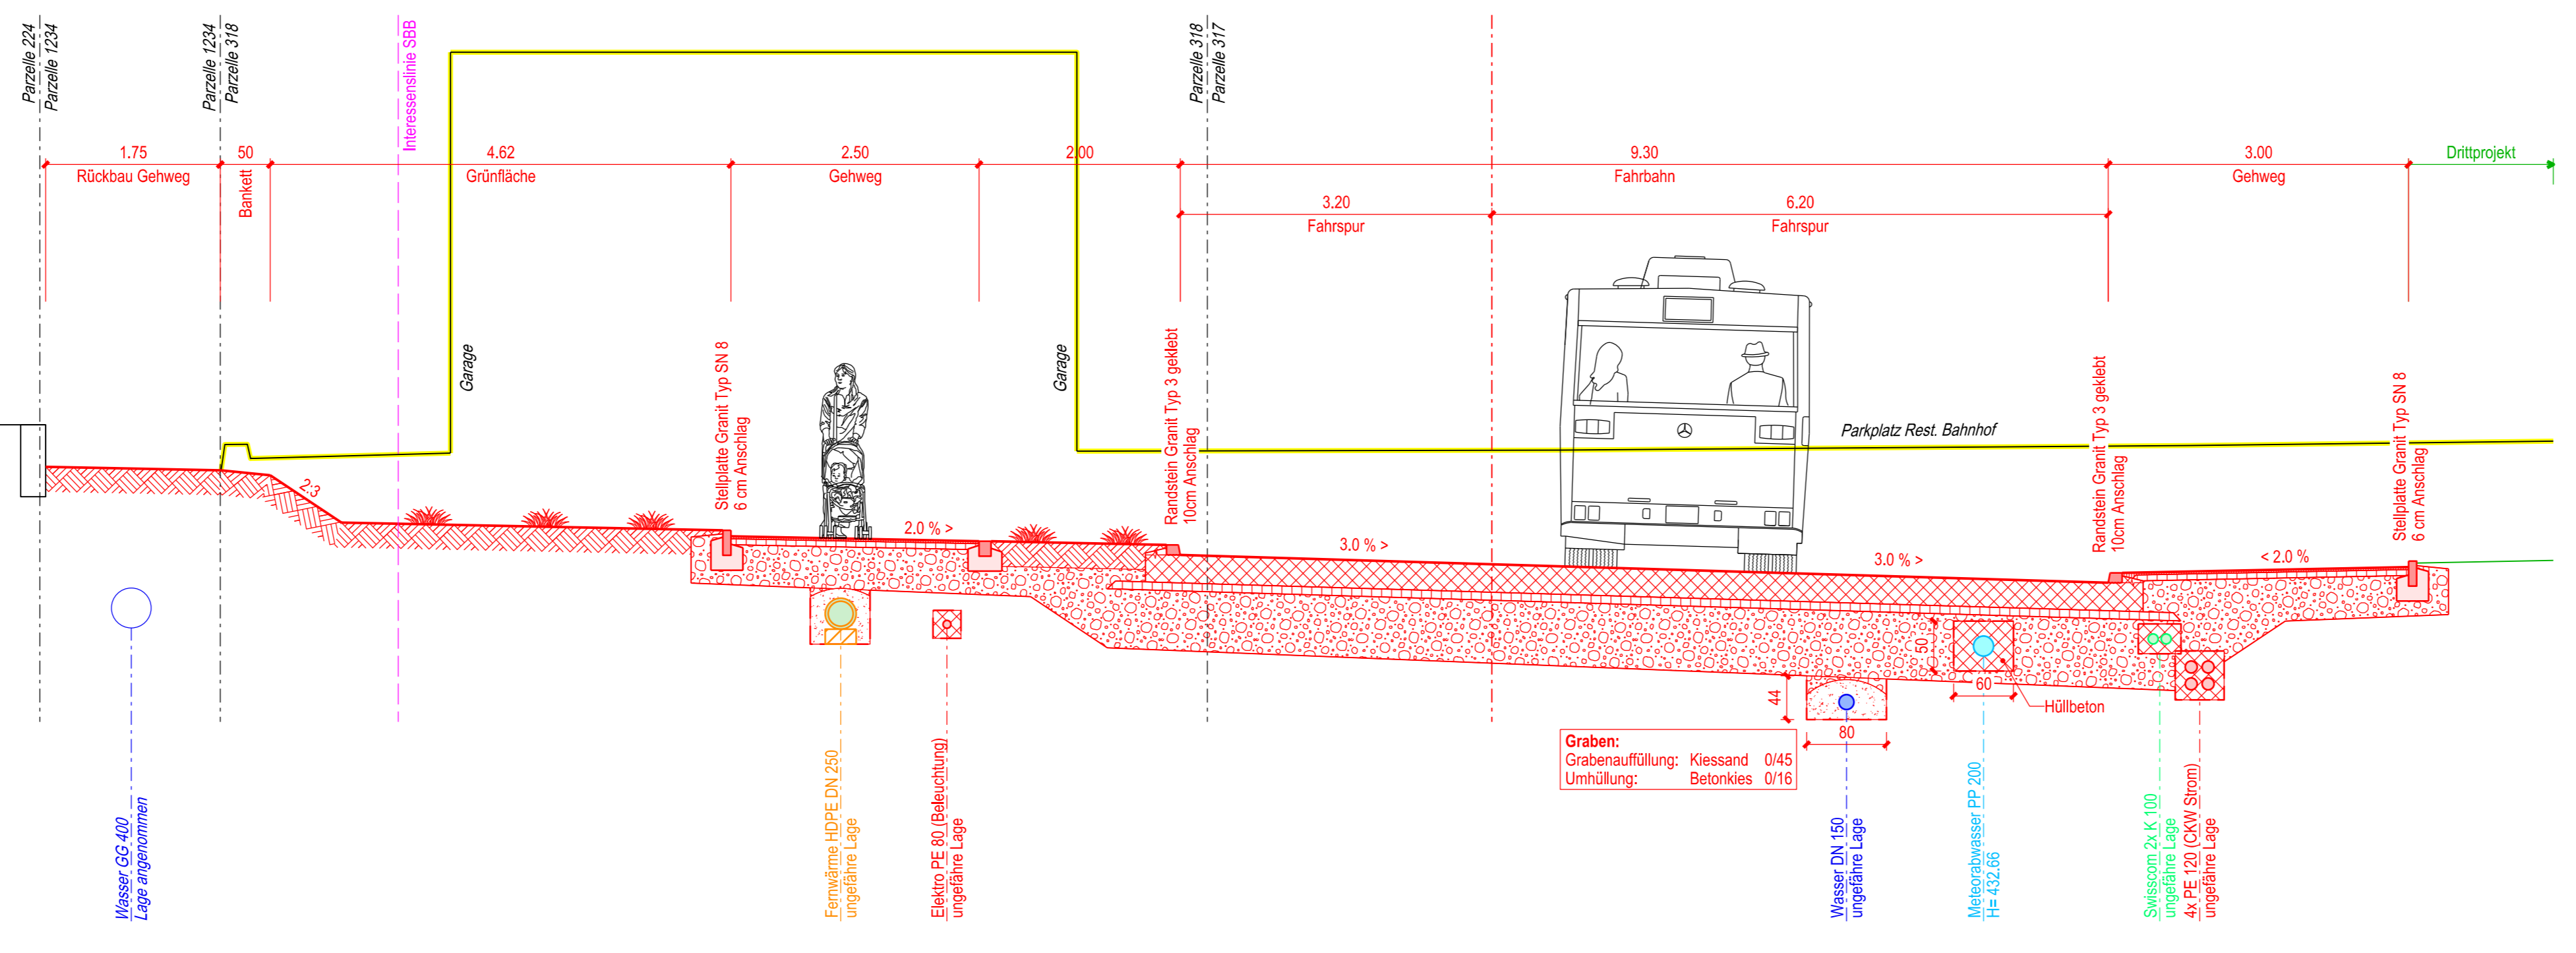 Parzelle 224
Parzelle 1234
Parzelle 1234
Parzelle 318
Interessenslinie SBB
Parzelle 318
Parzelle 317
1.75
Rückbau Gehweg
50
Bankett
4.62
Grünfläche
2.50
Gehweg
2.00
9.30
Fahrbahn
3.00
Gehweg
Drittprojekt
3.20
Fahrspur
6.20
Fahrspur
Garage
Garage
Stellplatte Granit Typ SN 8
6 cm Anschlag
Randstein Granit Typ 3 geklebt
10cm Anschlag
Parkplatz Rest. Bahnhof
Randstein Granit Typ 3 geklebt
10cm Anschlag
Stellplatte Granit Typ SN 8
6 cm Anschlag
2:3
2.0 % >
3.0 % >
3.0 % >
< 2.0 %
50
60
Hüllbeton
44
80
Graben:
Grabenauffüllung: Kiessand 0/45
Umhüllung: Betonkies 0/16
Wasser GG 400
Lage angenommen
Fernwärme HDPE DN 250
ungefähre Lage
Elektro PE 80 (Beleuchtung)
ungefähre Lage
Wasser DN 150
ungefähre Lage
Meteorabwasser PP 200
H= 432.66
Swisscom 2x K 100
ungefähre Lage
4x PE 120 (CKW Strom)
ungefähre Lage